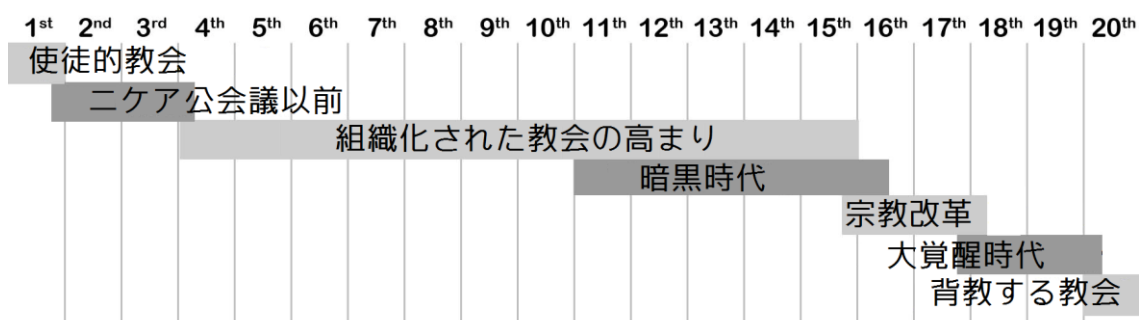 1st 2nd 3rd 4th 5th 6th 7th 8th 9th 10th 11th 12th 13th 14th 15th 16th 17th 18th 19th 20th
使徒的教会
ニケア公会議以前
組織化された教会の高まり
暗黒時代
宗教改革
大覚醒時代
背教する教会